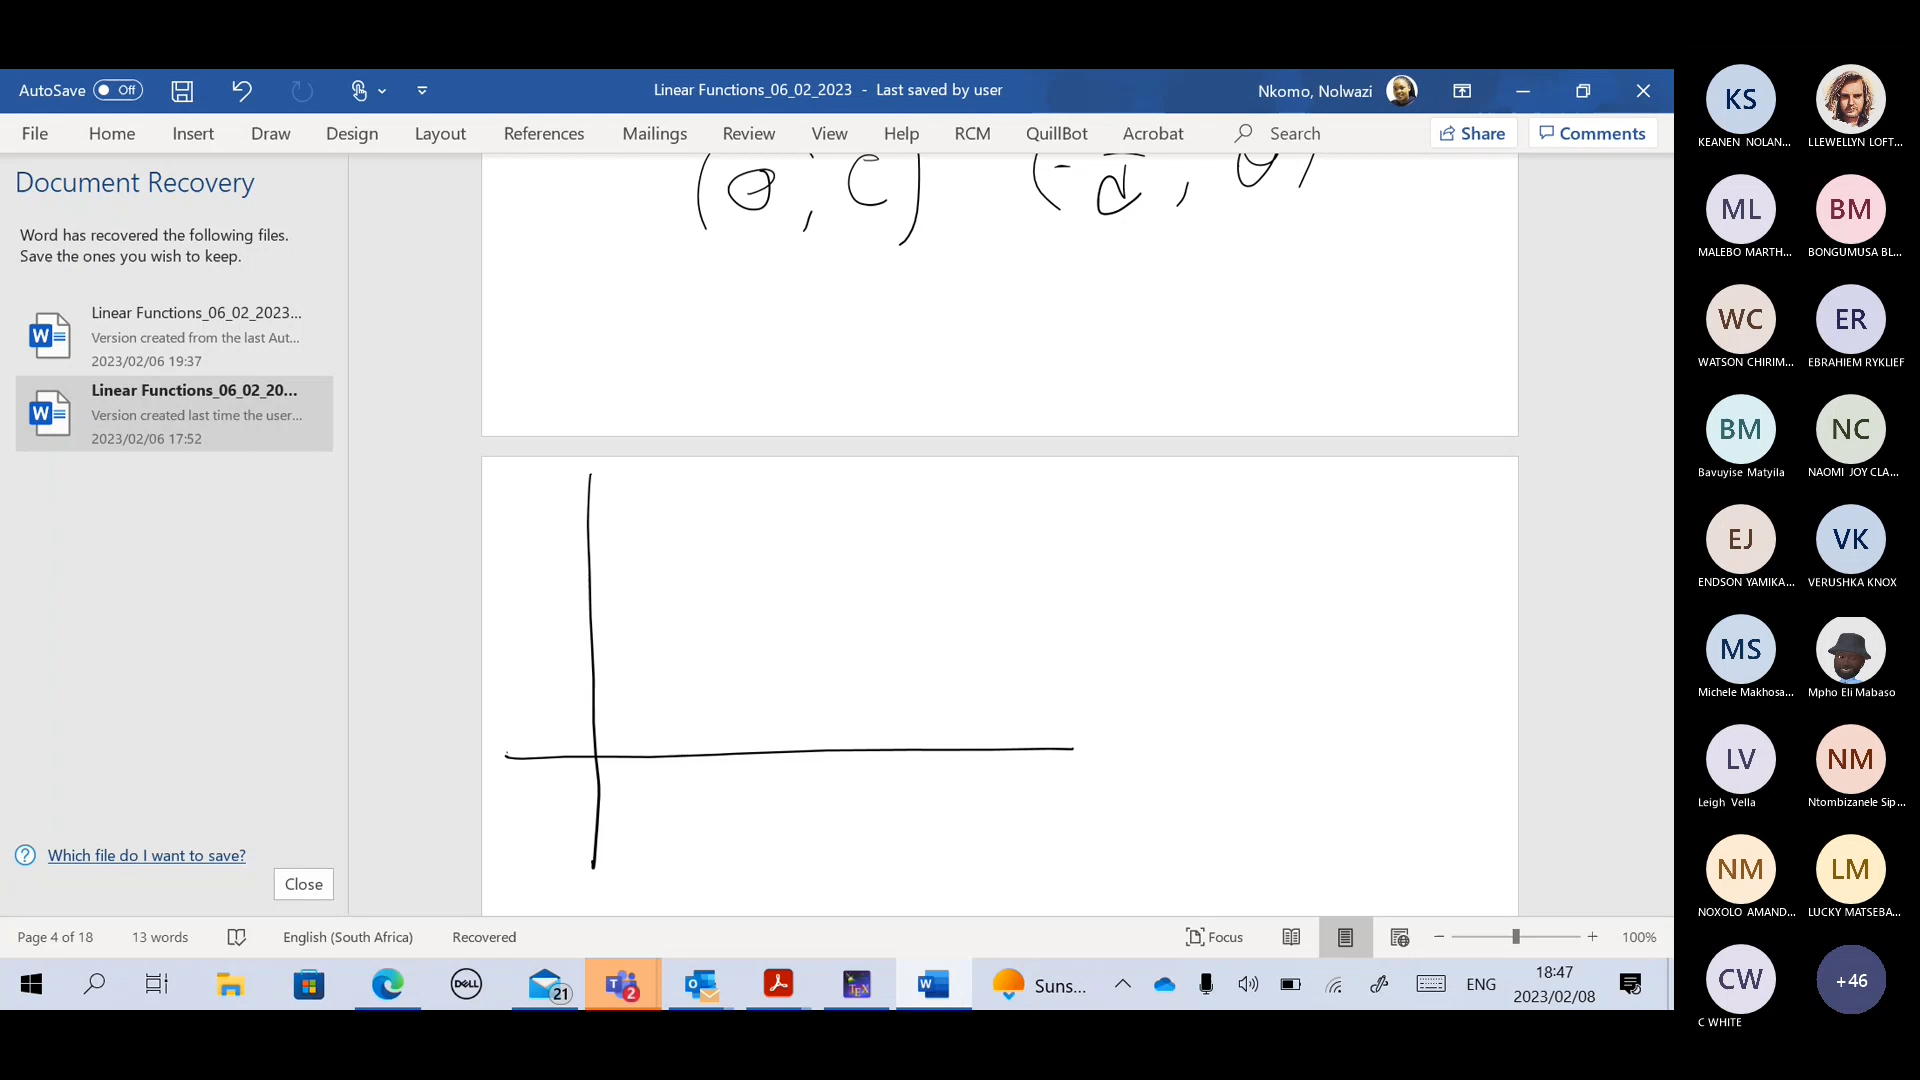 AutoSave Off Linear Functions_06_02_2023 - Last saved by user Nkomo, Nolwazi
File Home Insert Draw Design Layout References Mailings Review View Help RCM QuillBot Acrobat Search Share Comments
Document Recovery
Word has recovered the following files.
Save the ones you wish to keep.
Linear Functions_06_02_2023...
Version created from the last Aut...
2023/02/06 19:37
Linear Functions_06_02_20...
Version created last time the user...
2023/02/06 17:52
Which file do I want to save?
Close
(0 , C)
Page 4 of 18 13 words English (South Africa) Recovered Focus 100%
21 2 DELL TEX Suns... ENG 18:47
2023/02/08
KS
KEANEN NOLAN... LLEWELLYN LOFT...
ML BM
MALEBO MARTH... BONGUMUSA BL...
WC ER
WATSON CHIRIM... EBRAHIEM RYKLIEF
BM NC
Bavuyise Matyila NAOMI JOY CLA...
EJ VK
ENDSON YAMIKA... VERUSHKA KNOX
MS
Michele Makhosa... Mpho Eli Mabaso
LV NM
Leigh Vella Ntombizanele Sip...
NM LM
NOXOLO AMAND... LUCKY MATSEBA...
CW +46
C WHITE